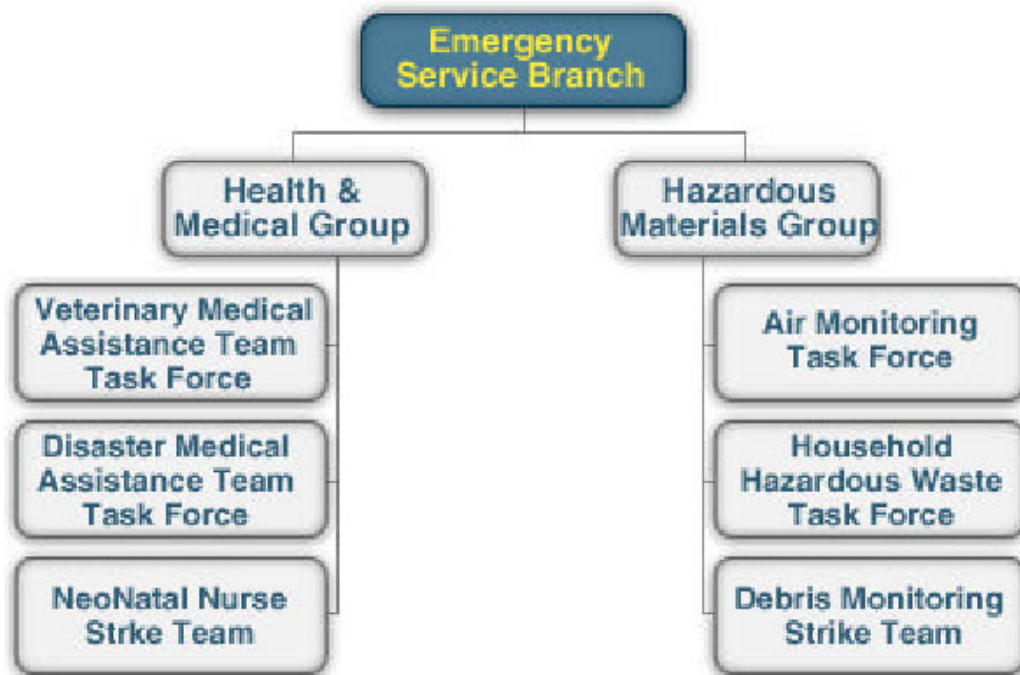 Emergency
Service Branch
Health &
Medical Group
Hazardous
Materials Group
Veterinary Medical
Assistance Team
Task Force
Disaster Medical
Assistance Team
Task Force
NeoNatal Nurse
Strke Team
Air Monitoring
Task Force
Household
Hazardous Waste
Task Force
Debris Monitoring
Strike Team